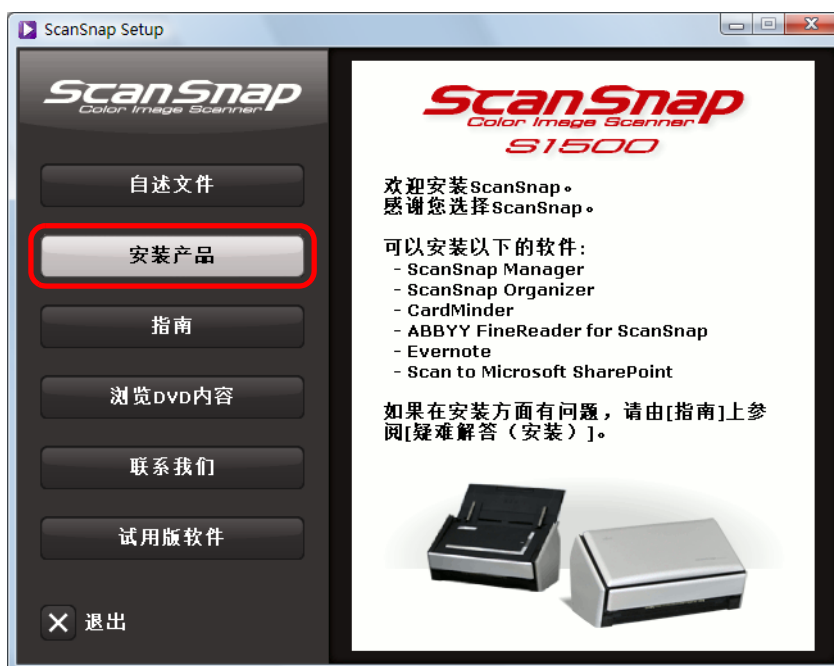 ScanSnap Setup
ScanSnap
Color Image Scanner
自述文件
安装产品
指南
浏览DVD内容
联系我们
试用版软件
退出
ScanSnap
Color Image Scanner
S1500
欢迎安装ScanSnap。
感谢您选择ScanSnap。
可以安装以下的软件:
- ScanSnap Manager
- ScanSnap Organizer
- CardMinder
- ABBYY FineReader for ScanSnap
- Evernote
- Scan to Microsoft SharePoint
如果在安装方面有问题，请由[指南]上参
阅[疑难解答（安装）]。